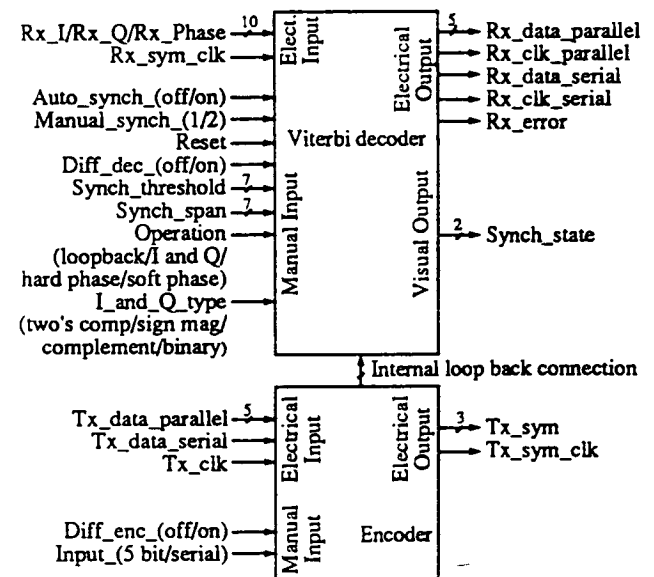 Rx_I/Rx_Q/Rx_Phase
10
Rx_sym_clk
Auto_synch_(off/on)
Manual_synch_(1/2)
Reset
Diff_dec_(off/on)
Synch_threshold
7
Synch_span
7
Operation
(loopback/I and Q/
hard phase/soft phase)
I_and_Q_type
(two's comp/sign mag/
complement/binary)
Elect.
Input
Manual Input
Viterbi decoder
Electrical
Output
Visual Output
5
Rx_data_parallel
Rx_clk_parallel
Rx_data_serial
Rx_clk_serial
Rx_error
2
Synch_state
Internal loop back connection
Tx_data_parallel
5
Tx_data_serial
Tx_clk
Diff_enc_(off/on)
Input_(5 bit/serial)
Electrical
Input
Manual
Input
Electrical
Output
Encoder
3
Tx_sym
Tx_sym_clk